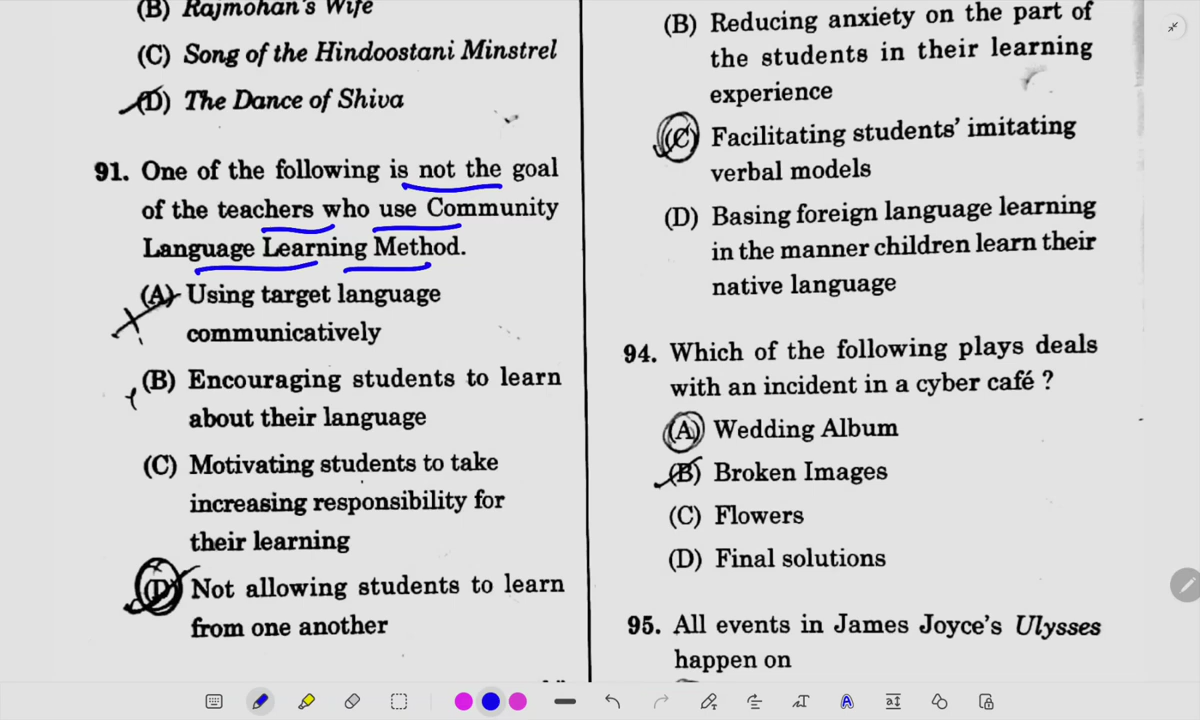 (B) Rajmohan's Wife
(C) Song of the Hindoostani Minstrel
(D) The Dance of Shiva
91. One of the following is not the goal
of the teachers who use Community
Language Learning Method.
(A) Using target language
communicatively
(B) Encouraging students to learn
about their language
(C) Motivating students to take
increasing responsibility for
their learning
(D) Not allowing students to learn
from one another
(B) Reducing anxiety on the part of
the students in their learning
experience
(C) Facilitating students' imitating
verbal models
(D) Basing foreign language learning
in the manner children learn their
native language
94. Which of the following plays deals
with an incident in a cyber café ?
(A) Wedding Album
(B) Broken Images
(C) Flowers
(D) Final solutions
95. All events in James Joyce's Ulysses
happen on